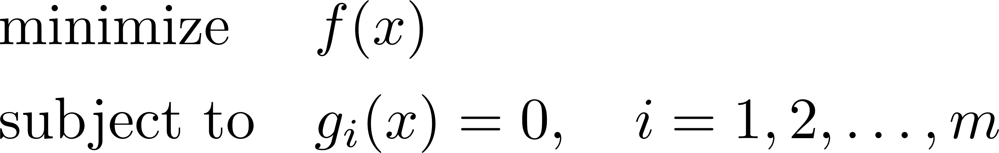 minimize f(x)
subject to g_i(x) = 0, i = 1, 2, . . . , m